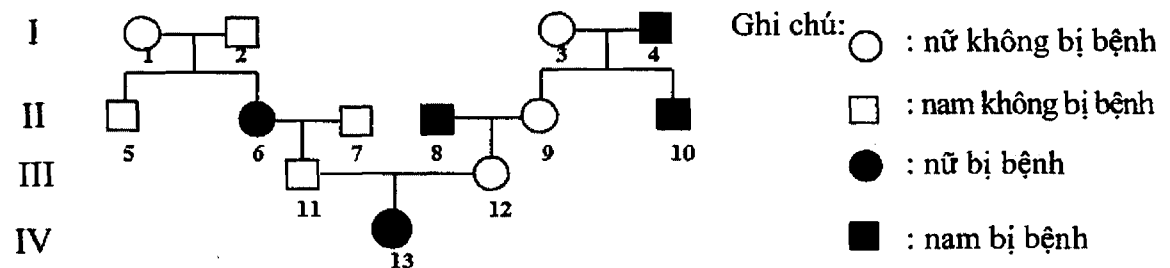 I
1 2 3 4
II
5 6 7 8 9 10
III
11 12
IV
13
Ghi chú:
: nữ không bị bệnh
: nam không bị bệnh
: nữ bị bệnh
: nam bị bệnh